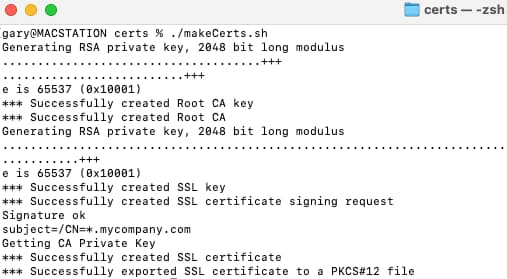 certs — -zsh
gary@MACSTATION certs % ./makeCerts.sh
Generating RSA private key, 2048 bit long modulus
.....................................+++
..........................+++
e is 65537 (0x10001)
*** Successfully created Root CA key
*** Successfully created Root CA
Generating RSA private key, 2048 bit long modulus
........................................................................
...........+++
e is 65537 (0x10001)
*** Successfully created SSL key
*** Successfully created SSL certificate signing request
Signature ok
subject=/CN=*.mycompany.com
Getting CA Private Key
*** Successfully created SSL certificate
*** Successfully exported SSL certificate to a PKCS#12 file